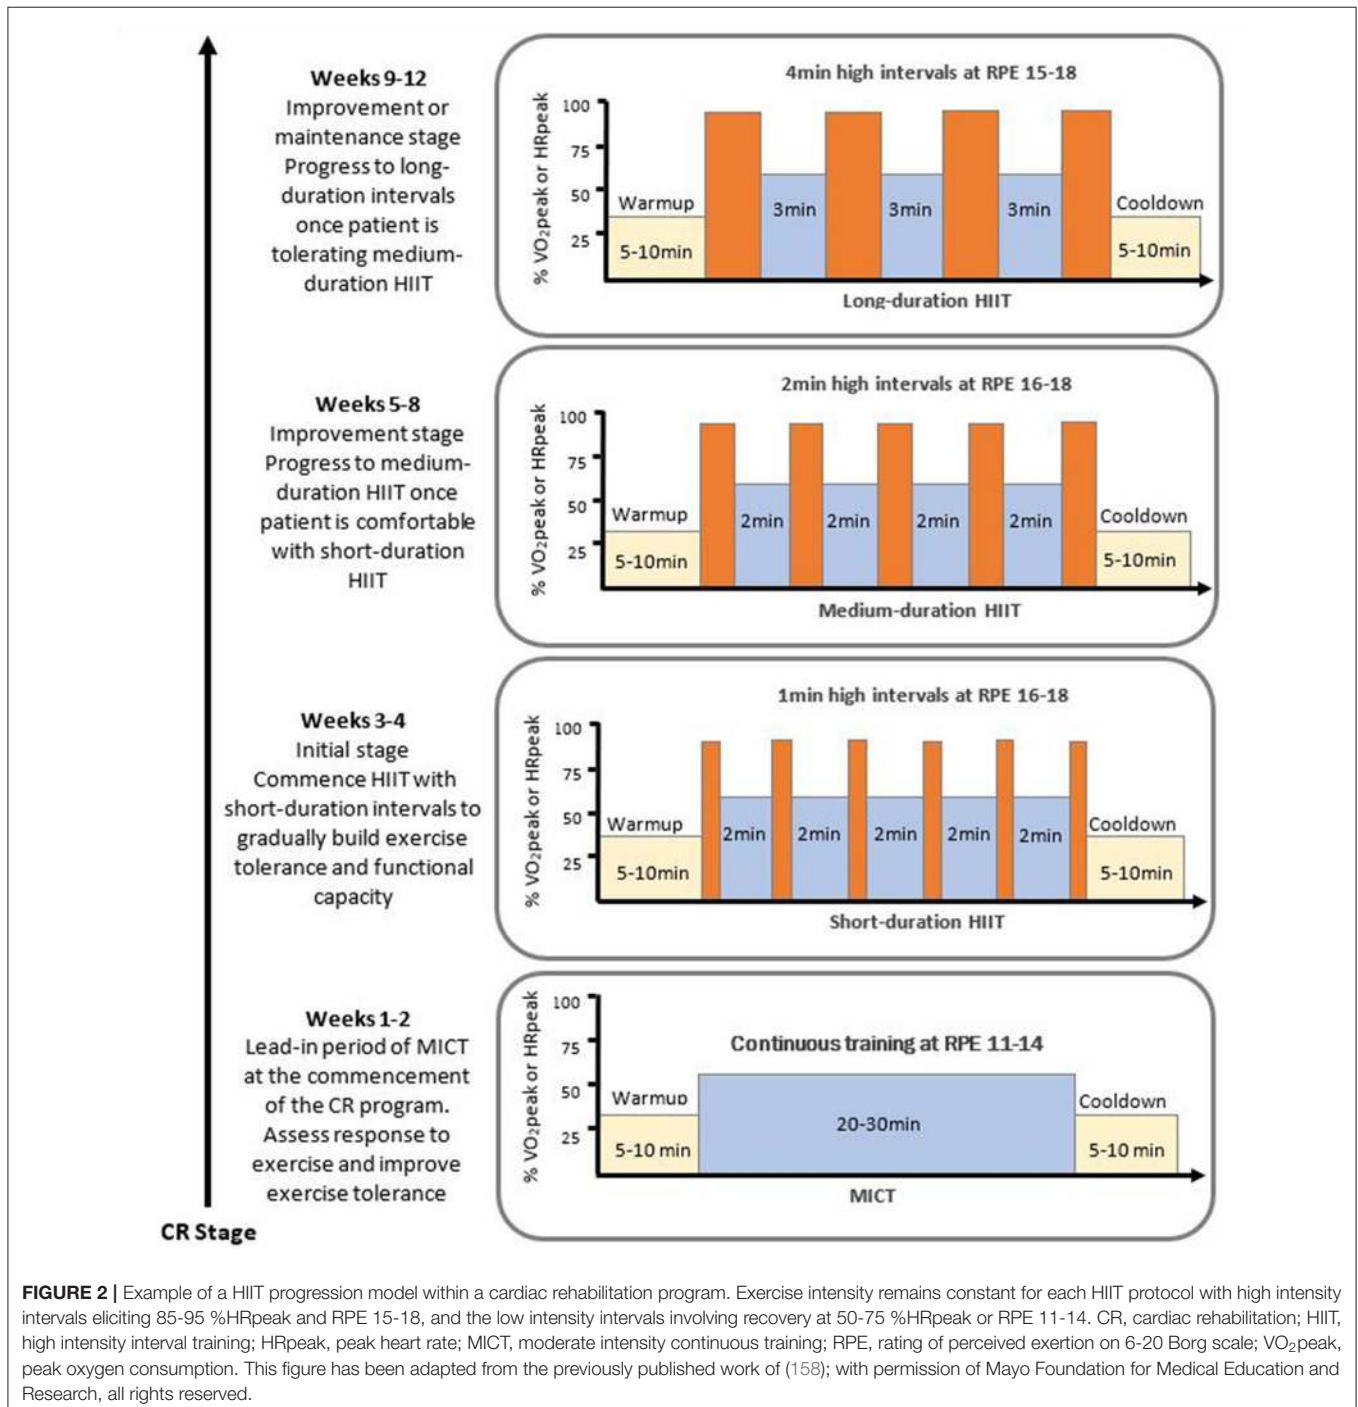 Weeks 9-12
Improvement or
maintenance stage
Progress to long-
duration intervals
once patient is
tolerating medium-
duration HIIT
4min high intervals at RPE 15-18
% VO₂peak or HRpeak
100
75
50
25
Warmup
5-10min
3min
3min
3min
Cooldown
5-10min
Long-duration HIIT
Weeks 5-8
Improvement stage
Progress to medium-
duration HIIT once
patient is comfortable
with short-duration
HIIT
2min high intervals at RPE 16-18
% VO₂peak or HRpeak
100
75
50
25
Warmup
5-10min
2min
2min
2min
2min
Cooldown
5-10min
Medium-duration HIIT
Weeks 3-4
Initial stage
Commence HIIT with
short-duration intervals to
gradually build exercise
tolerance and functional
capacity
1min high intervals at RPE 16-18
% VO₂peak or HRpeak
100
75
50
25
Warmup
5-10min
2min
2min
2min
2min
2min
Cooldown
5-10min
Short-duration HIIT
Weeks 1-2
Lead-in period of MICT
at the commencement
of the CR program.
Assess response to
exercise and improve
exercise tolerance
% VO₂peak or HRpeak
100
75
50
25
Continuous training at RPE 11-14
Warmup
5-10 min
20-30min
Cooldown
5-10 min
MICT
CR Stage
FIGURE 2 | Example of a HIIT progression model within a cardiac rehabilitation program. Exercise intensity remains constant for each HIIT protocol with high intensity
intervals eliciting 85-95 %HRpeak and RPE 15-18, and the low intensity intervals involving recovery at 50-75 %HRpeak or RPE 11-14. CR, cardiac rehabilitation; HIIT,
high intensity interval training; HRpeak, peak heart rate; MICT, moderate intensity continuous training; RPE, rating of perceived exertion on 6-20 Borg scale; VO₂peak,
peak oxygen consumption. This figure has been adapted from the previously published work of (158); with permission of Mayo Foundation for Medical Education and
Research, all rights reserved.